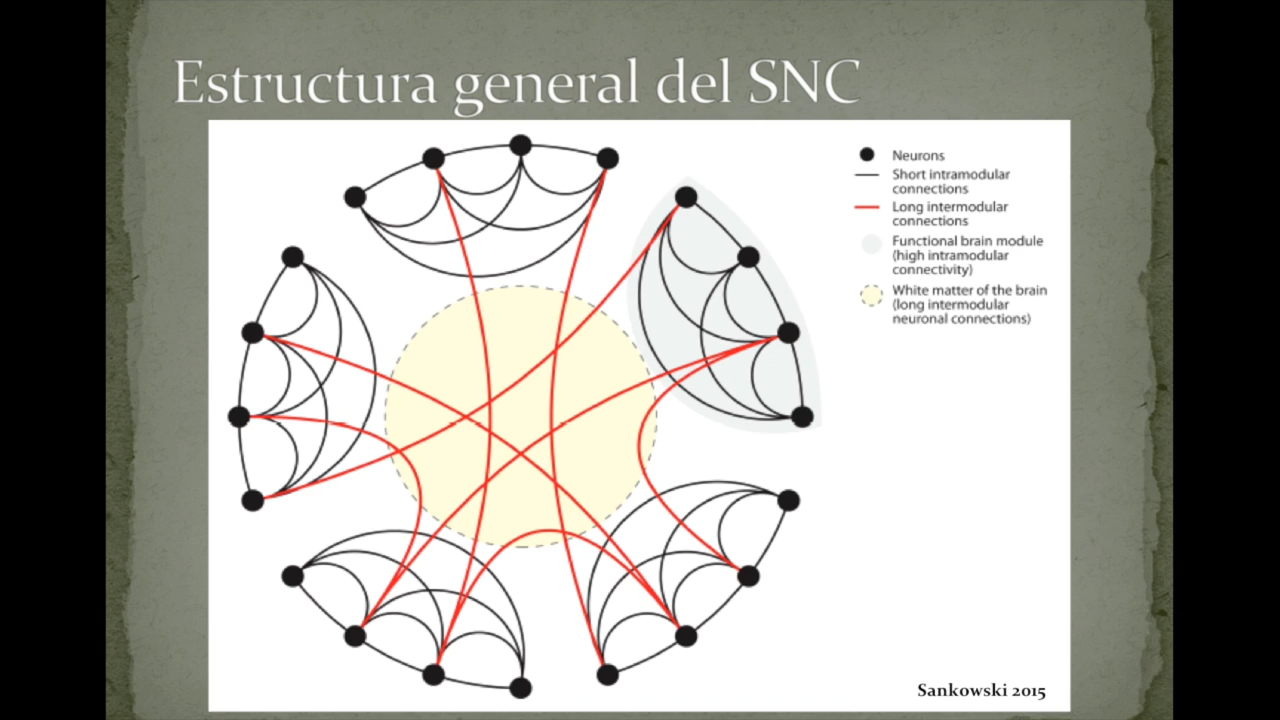 Estructura general del SNC
Neurons
Short intramodular
connections
Long intermodular
connections
Functional brain module
(high intramodular
connectivity)
White matter of the brain
(long intermodular
neuronal connections)
Sankowski 2015